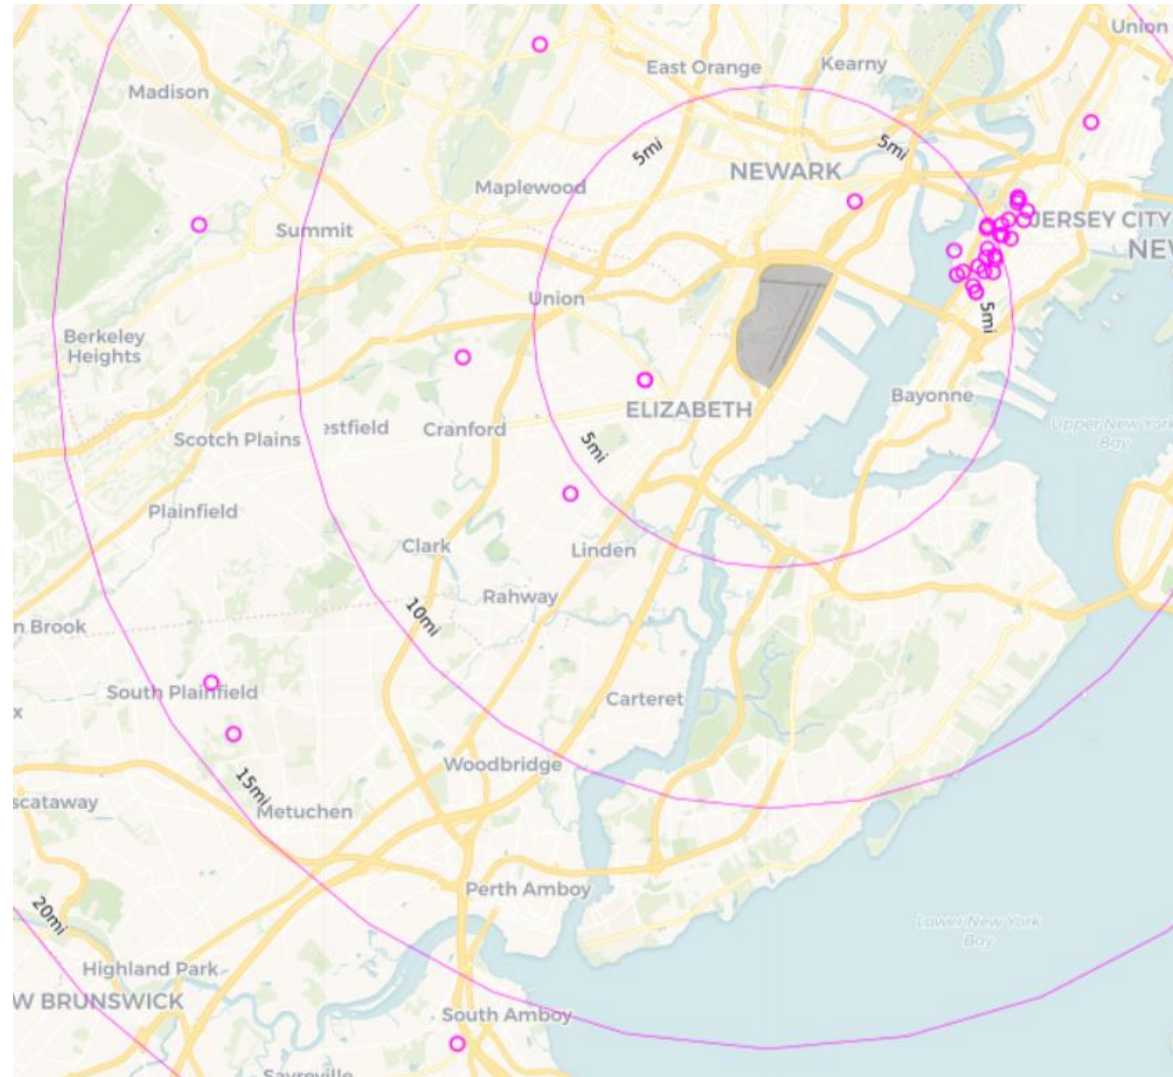 Union
East Orange
Kearny
Madison
5mi
5mi
NEWARK
Maplewood
JERSEY CITY
Summit
NEW
Union
5mi
Berkeley
Heights
Bayonne
ELIZABETH
Upper New York
Bay
estfield
Cranford
Scotch Plains
5mi
Plainfield
Clark
Linden
Rahway
10mi
n Brook
South Plainfield
Carteret
x
Woodbridge
15mi
scataway
Metuchen
Perth Amboy
20mi
Lower New York
Bay
Highland Park
W BRUNSWICK
South Amboy
Sayreville